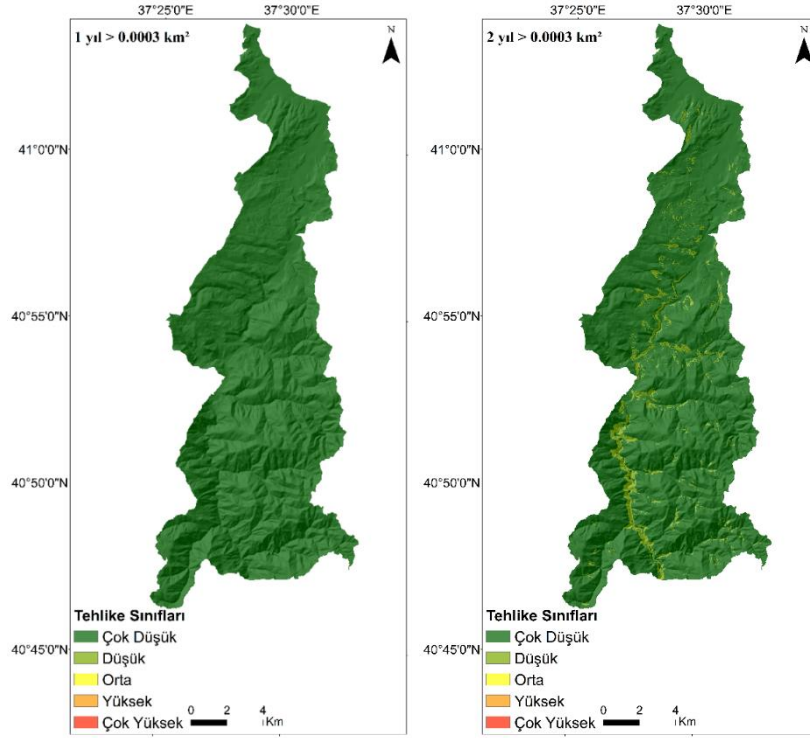 37°25'0"E 37°30'0"E
1 yıl > 0.0003 km²
N
41°0'0"N
40°55'0"N
40°50'0"N
40°45'0"N
Tehlike Sınıfları
Çok Düşük
Düşük
Orta
Yüksek
Çok Yüksek
0 2 4
Km
37°25'0"E 37°30'0"E
2 yıl > 0.0003 km²
N
41°0'0"N
40°55'0"N
40°50'0"N
40°45'0"N
Tehlike Sınıfları
Çok Düşük
Düşük
Orta
Yüksek
Çok Yüksek
0 2 4
Km